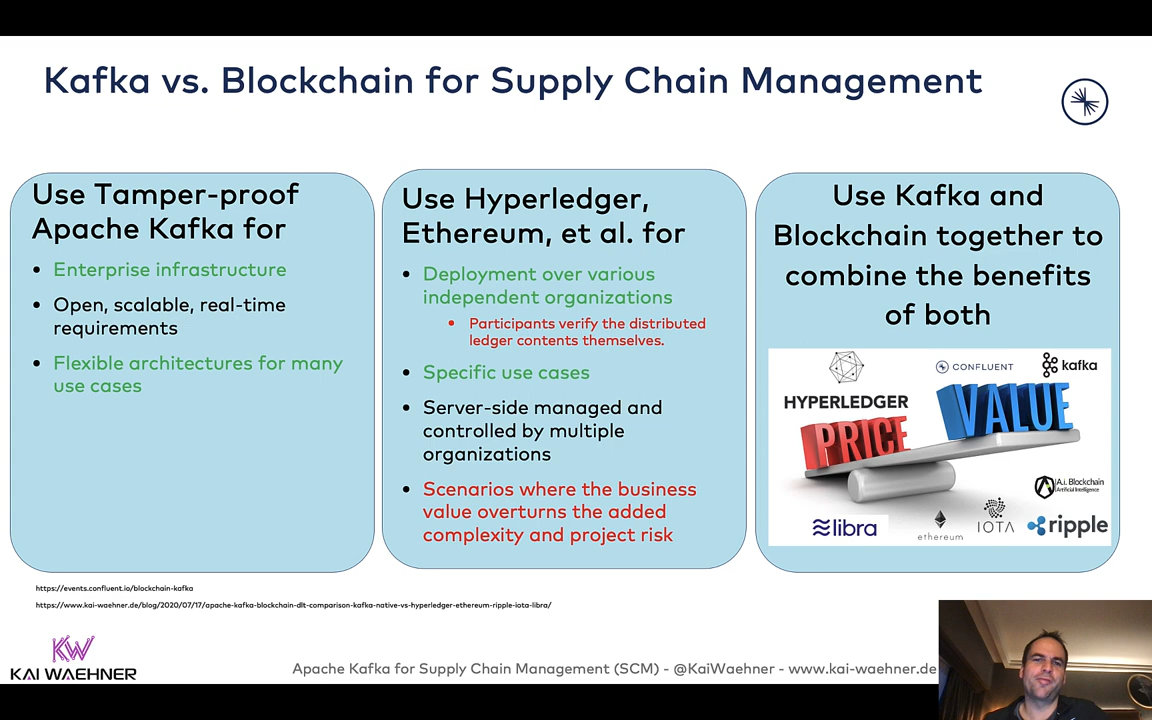 Kafka vs. Blockchain for Supply Chain Management
Use Tamper-proof
Apache Kafka for
• Enterprise infrastructure
• Open, scalable, real-time
requirements
• Flexible architectures for many
use cases
Use Hyperledger,
Ethereum, et al. for
• Deployment over various
independent organizations
• Participants verify the distributed
ledger contents themselves.
• Specific use cases
• Server-side managed and
controlled by multiple
organizations
• Scenarios where the business
value overturns the added
complexity and project risk
Use Kafka and
Blockchain together to
combine the benefits
of both
HYPERLEDGER
CONFLUENT
kafka
PRICE
VALUE
A.i. Blockchain
Artificial Intelligence
libra
ethereum
IOTA
ripple
https://events.confluent.io/blockchain-kafka
https://www.kai-waehner.de/blog/2020/07/17/apache-kafka-blockchain-dlt-comparison-kafka-native-vs-hyperledger-ethereum-ripple-iota-libra/
KW
KAI WAEHNER
Apache Kafka for Supply Chain Management (SCM) - @KaiWaehner - www.kai-waehner.de